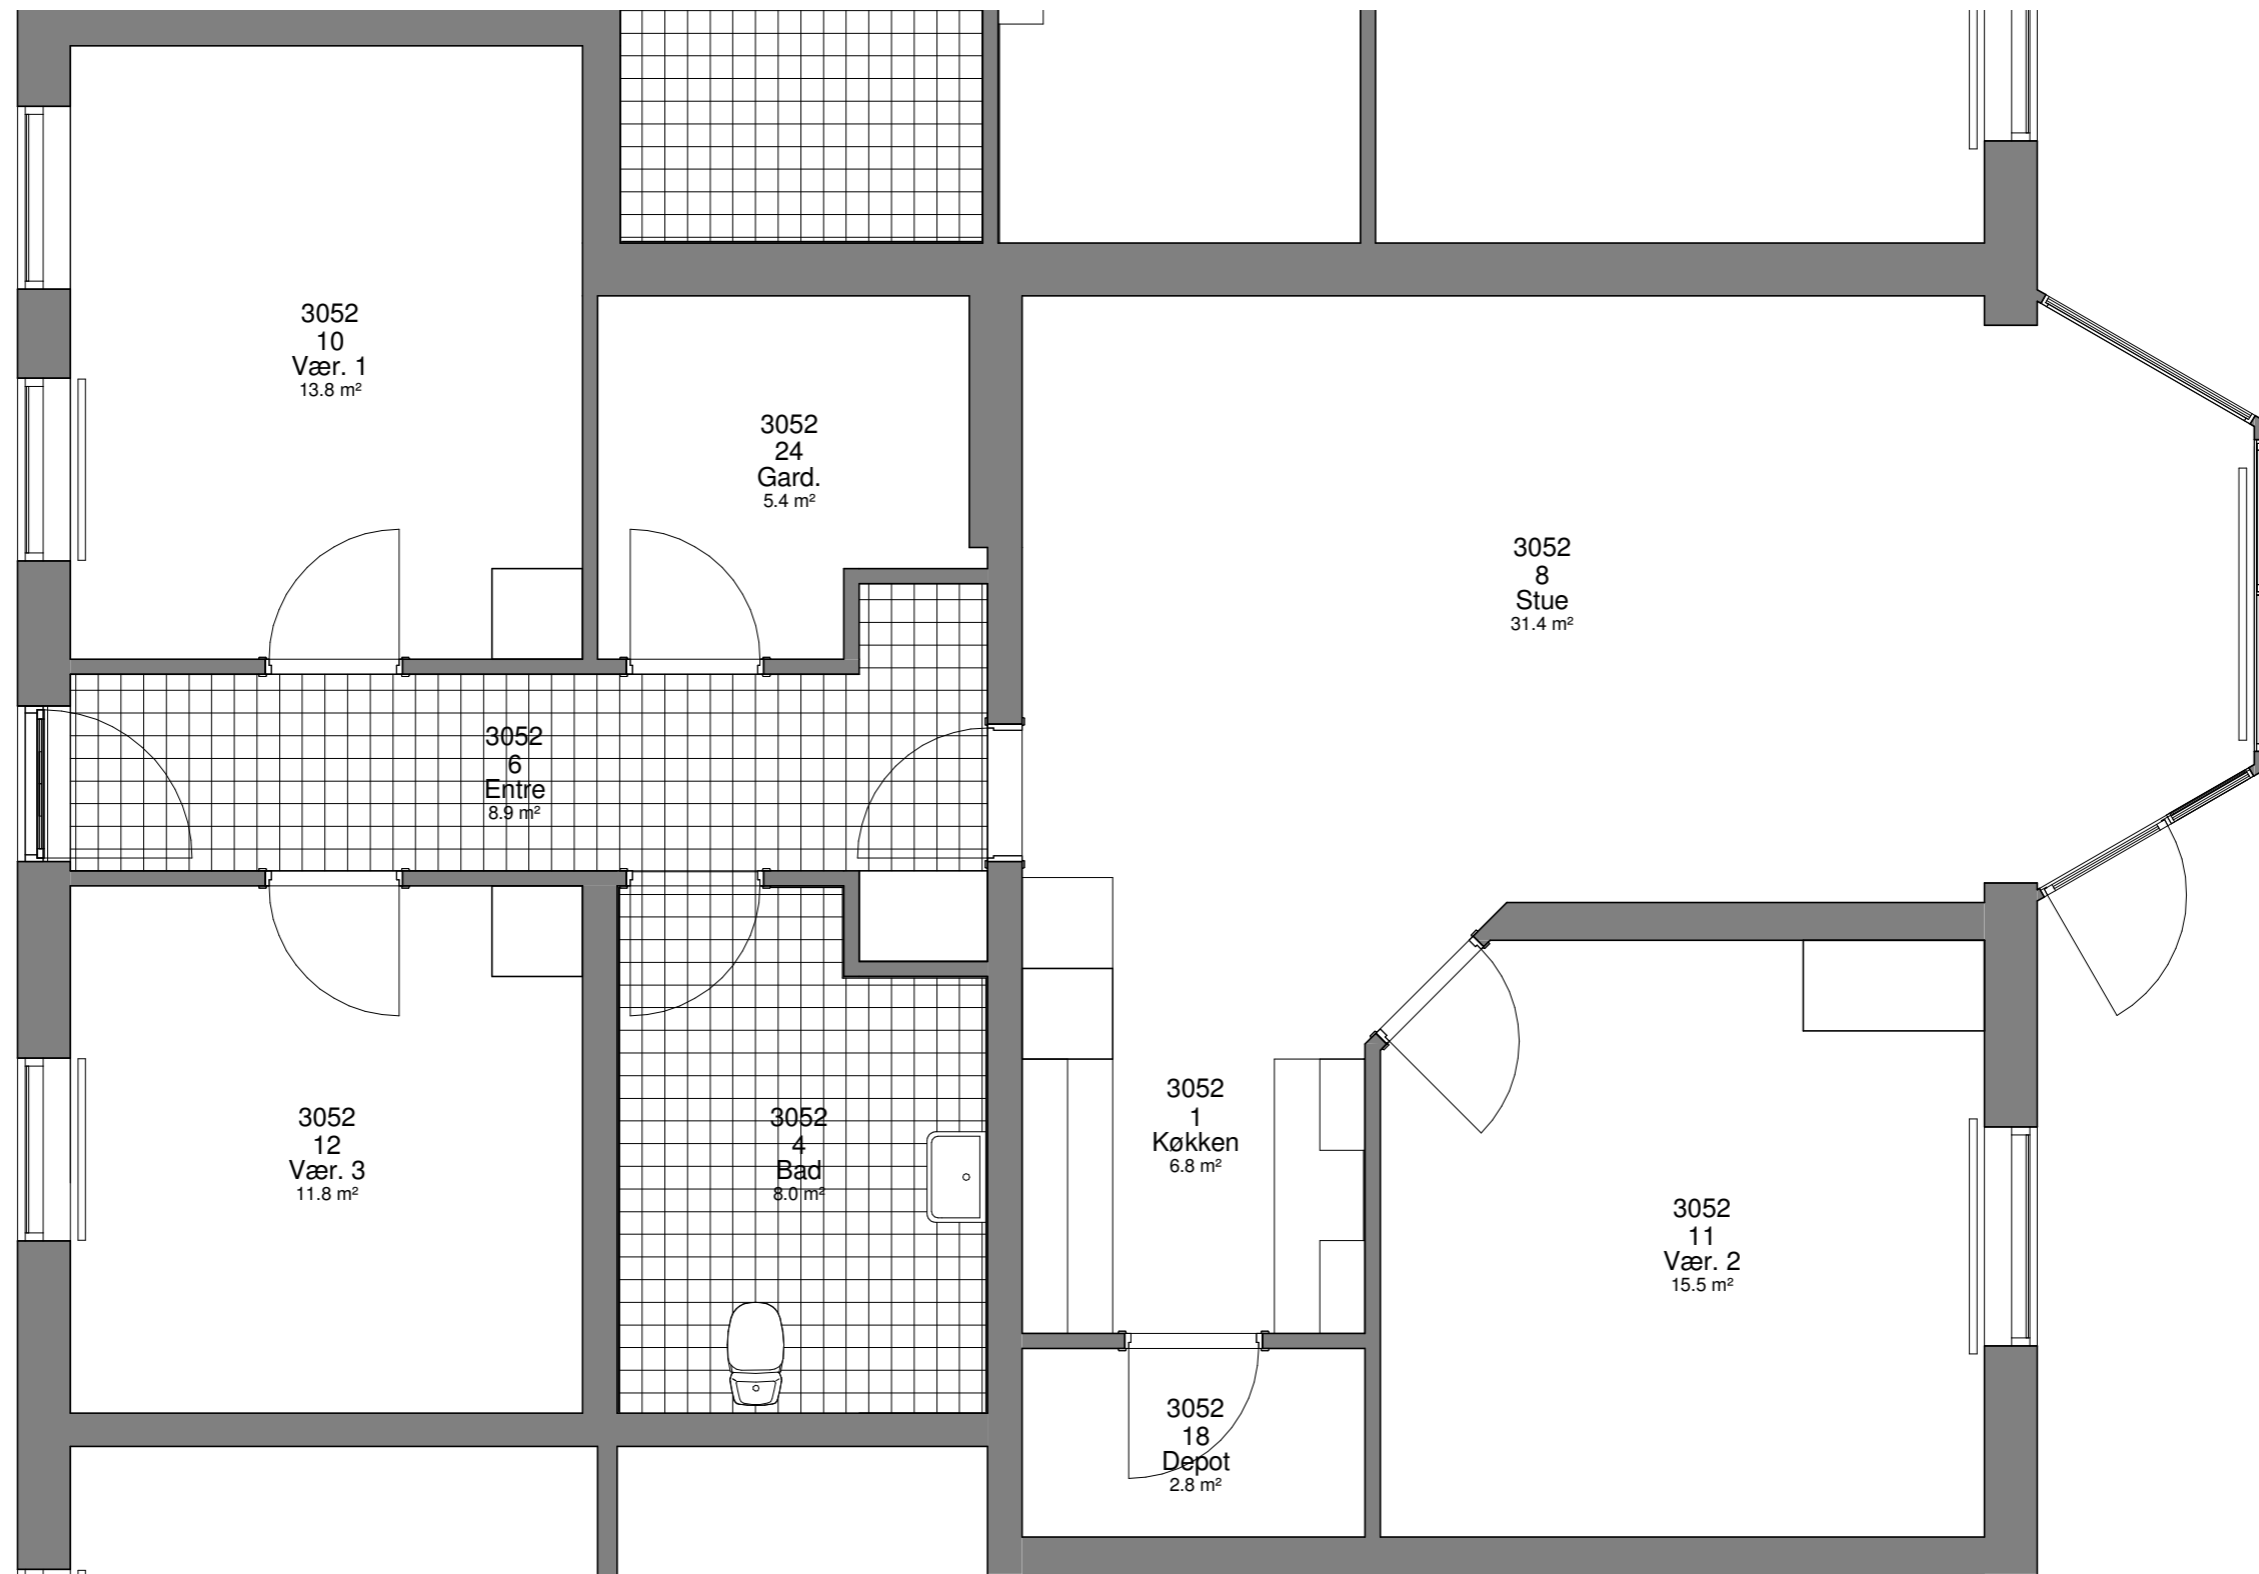 3052
10
Vær. 1
13.8 m²
3052
24
Gard.
5.4 m²
3052
8
Stue
31.4 m²
3052
6
Entre
8.9 m²
3052
12
Vær. 3
11.8 m²
3052
4
Bad
8.0 m²
3052
1
Køkken
6.8 m²
3052
11
Vær. 2
15.5 m²
3052
18
Depot
2.8 m²